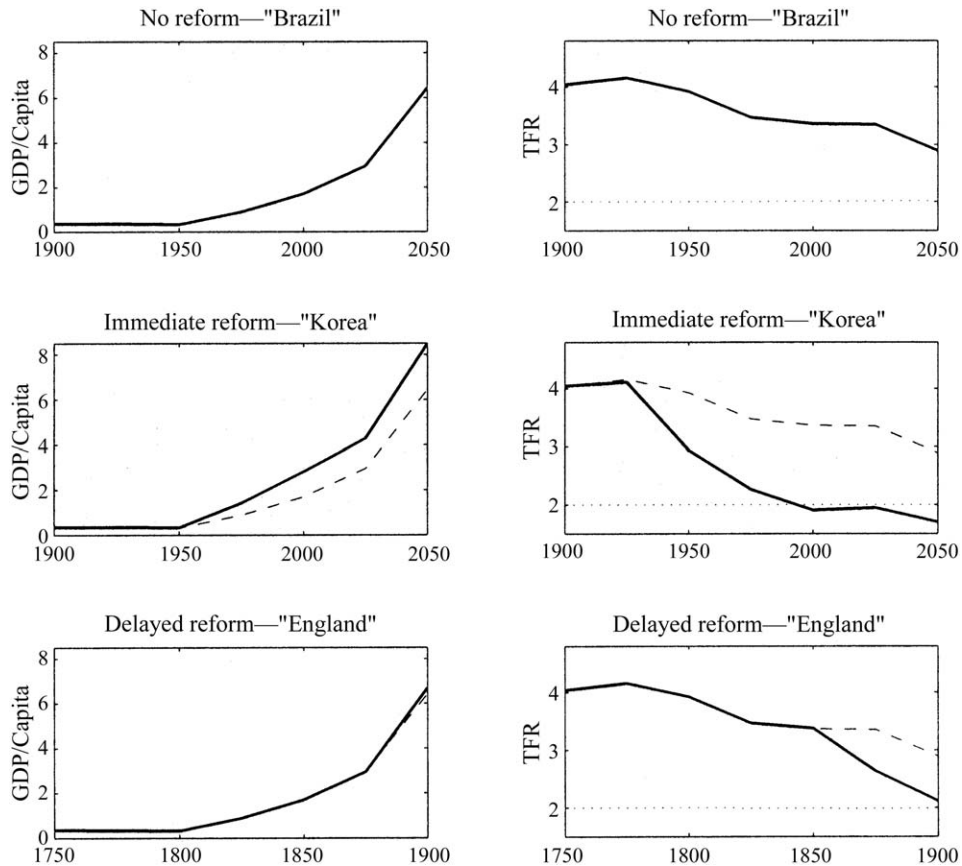 No reform—"Brazil"
GDP/Capita
8
6
4
2
0
1900 1950 2000 2050
No reform—"Brazil"
TFR
4
3
2
1900 1950 2000 2050
Immediate reform—"Korea"
GDP/Capita
8
6
4
2
0
1900 1950 2000 2050
Immediate reform—"Korea"
TFR
4
3
2
1900 1950 2000 2050
Delayed reform—"England"
GDP/Capita
8
6
4
2
0
1750 1800 1850 1900
Delayed reform—"England"
TFR
4
3
2
1750 1800 1850 1900